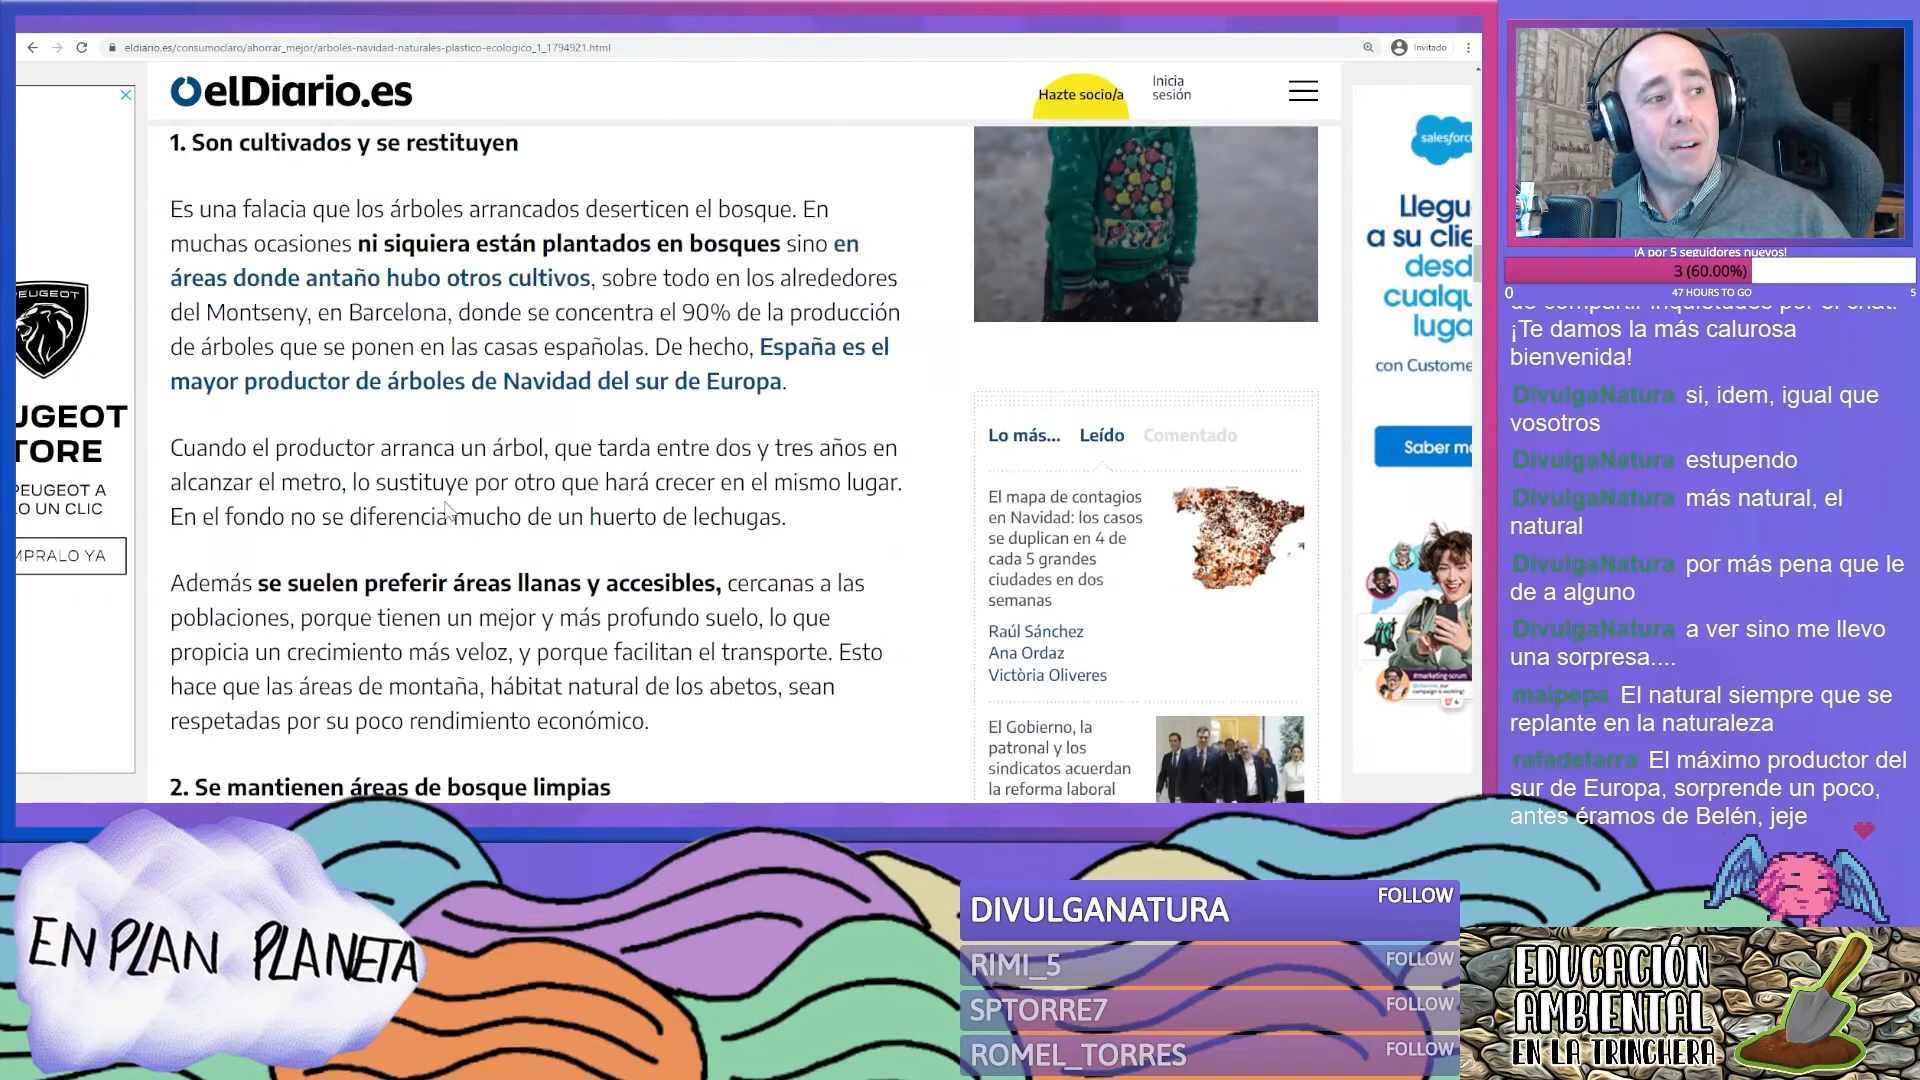 eldiario.es/consumoclaro/ahorrar_mejor/arboles-navidad-naturales-plastico-ecologico_1_1794921.html
Invitado
elDiario.es
Hazte socio/a
Inicia
sesión
1. Son cultivados y se restituyen
Es una falacia que los árboles arrancados deserticen el bosque. En
muchas ocasiones ni siquiera están plantados en bosques sino en
áreas donde antaño hubo otros cultivos, sobre todo en los alrededores
del Montseny, en Barcelona, donde se concentra el 90% de la producción
de árboles que se ponen en las casas españolas. De hecho, España es el
mayor productor de árboles de Navidad del sur de Europa.
Cuando el productor arranca un árbol, que tarda entre dos y tres años en
alcanzar el metro, lo sustituye por otro que hará crecer en el mismo lugar.
En el fondo no se diferencia mucho de un huerto de lechugas.
Además se suelen preferir áreas llanas y accesibles, cercanas a las
poblaciones, porque tienen un mejor y más profundo suelo, lo que
propicia un crecimiento más veloz, y porque facilitan el transporte. Esto
hace que las áreas de montaña, hábitat natural de los abetos, sean
respetadas por su poco rendimiento económico.
2. Se mantienen áreas de bosque limpias
PEUGEOT
UGEOT
TORE
PEUGEOT A
O UN CLIC
MPRALO YA
Lo más...
Leído
Comentado
El mapa de contagios
en Navidad: los casos
se duplican en 4 de
cada 5 grandes
ciudades en dos
semanas
Raúl Sánchez
Ana Ordaz
Victòria Oliveres
El Gobierno, la
patronal y los
sindicatos acuerdan
la reforma laboral
salesforc
Llegu
a su clie
desd
cualqu
luga
con Custome
Saber m
#marketing-scrum
¡A por 5 seguidores nuevos!
3 (60.00%)
0
47 HOURS TO GO
5
de compartir inquietudes por el chat.
¡Te damos la más calurosa
bienvenida!
DivulgaNatura si, idem, igual que
vosotros
DivulgaNatura estupendo
DivulgaNatura más natural, el
natural
DivulgaNatura por más pena que le
de a alguno
DivulgaNatura a ver sino me llevo
una sorpresa....
maipepa El natural siempre que se
replante en la naturaleza
rafadefarra El máximo productor del
sur de Europa, sorprende un poco,
antes éramos de Belén, jeje
EN PLAN PLANETA
DIVULGANATURA FOLLOW
RIMI_5 FOLLOW
SPTORRE7 FOLLOW
ROMEL_TORRES FOLLOW
EDUCACIÓN
AMBIENTAL
EN LA TRINCHERA